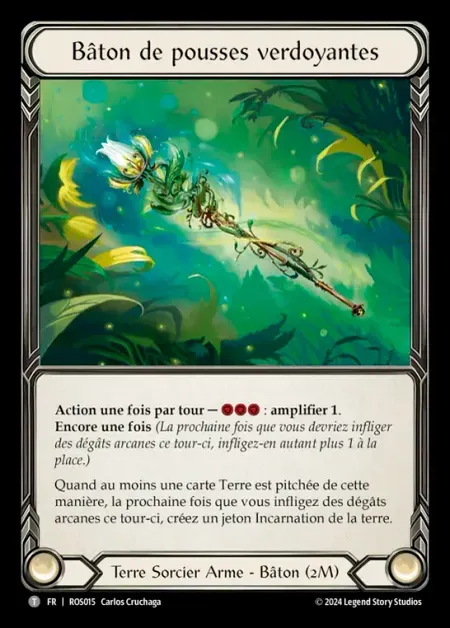 Bâton de pousses verdoyantes
Action une fois par tour — : amplifier 1.
Encore une fois (La prochaine fois que vous devriez infliger
des dégâts arcanes ce tour-ci, infligez-en autant plus 1 à la
place.)
Quand au moins une carte Terre est pitchée de cette
manière, la prochaine fois que vous infligez des dégâts
arcanes ce tour-ci, créez un jeton Incarnation de la terre.
Terre Sorcier Arme - Bâton (2M)
T FR | ROS015 Carlos Cruchaga © 2024 Legend Story Studios